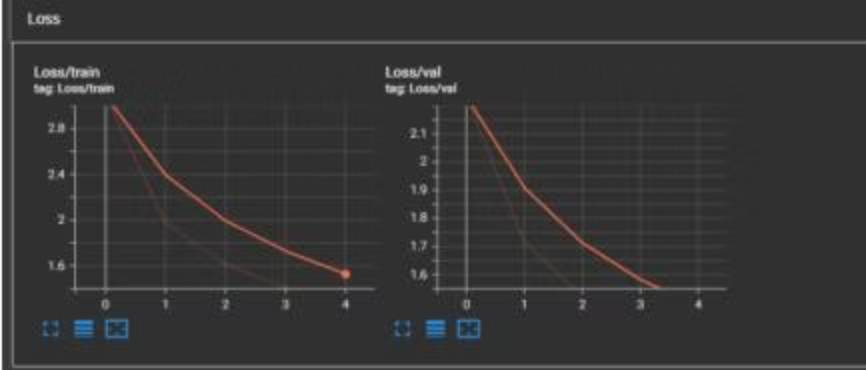 Loss
Loss/train
tag: Loss/train
2.8
2.4
2
1.6
0 1 2 3 4
Loss/val
tag: Loss/val
2.1
2
1.9
1.8
1.7
1.6
0 1 2 3 4